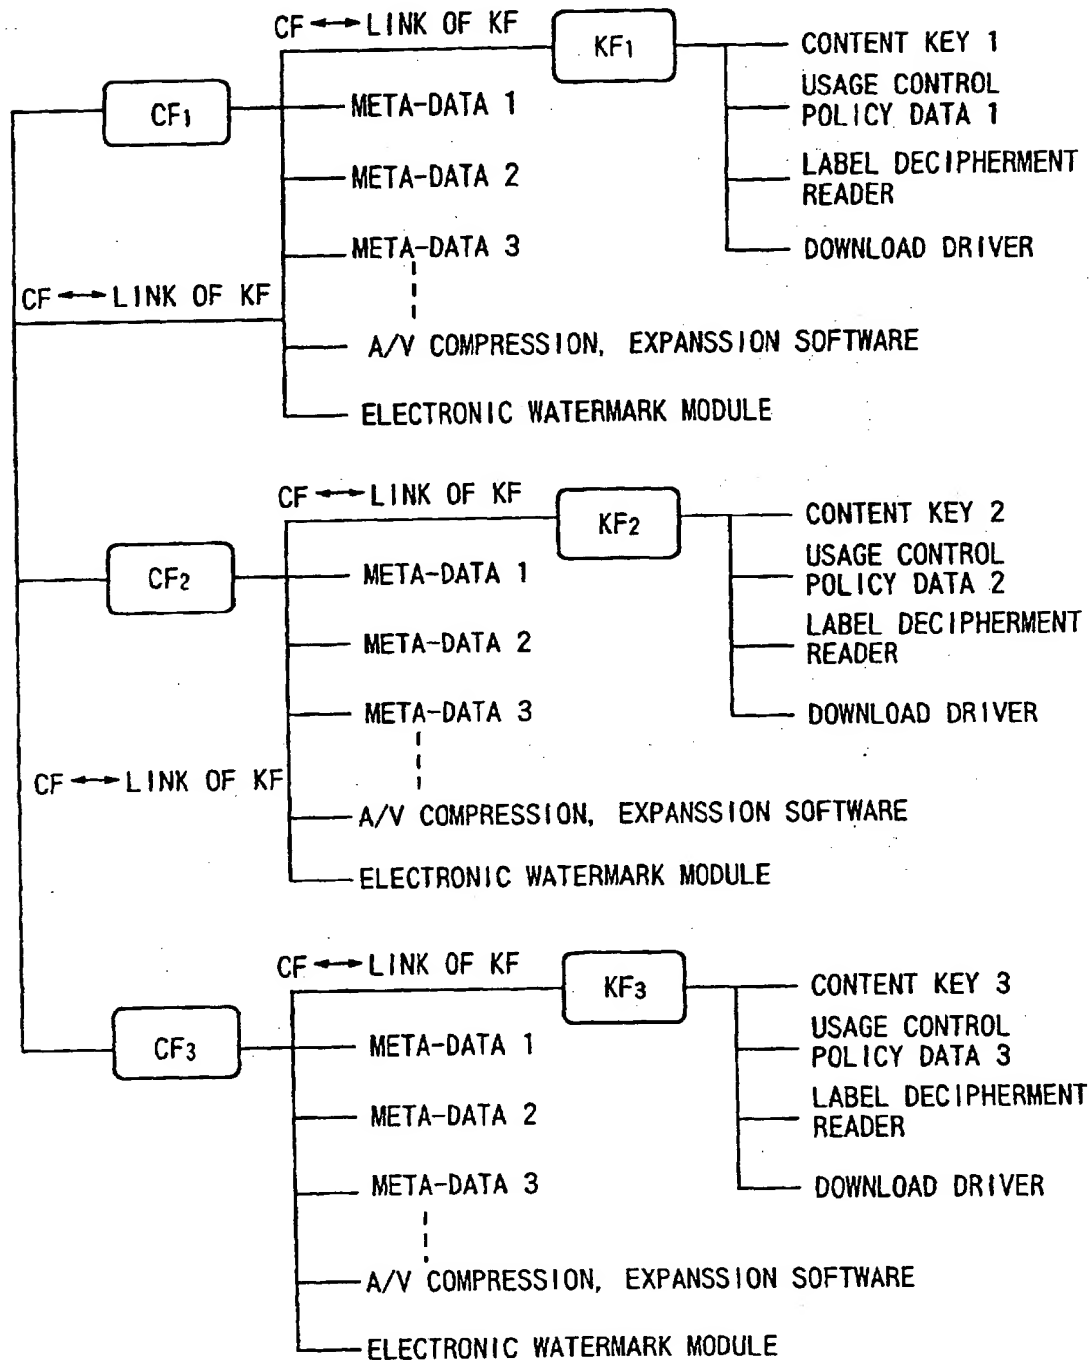 CF ↔ LINK OF KF
KF1
CONTENT KEY 1
USAGE CONTROL
POLICY DATA 1
CF1
META-DATA 1
META-DATA 2
LABEL DECIPHERMENT
READER
META-DATA 3
DOWNLOAD DRIVER
CF ↔ LINK OF KF
A/V COMPRESSION, EXPANSSION SOFTWARE
ELECTRONIC WATERMARK MODULE
CF ↔ LINK OF KF
KF2
CONTENT KEY 2
USAGE CONTROL
POLICY DATA 2
CF2
META-DATA 1
META-DATA 2
LABEL DECIPHERMENT
READER
META-DATA 3
DOWNLOAD DRIVER
CF ↔ LINK OF KF
A/V COMPRESSION, EXPANSSION SOFTWARE
ELECTRONIC WATERMARK MODULE
CF ↔ LINK OF KF
KF3
CONTENT KEY 3
USAGE CONTROL
POLICY DATA 3
CF3
META-DATA 1
META-DATA 2
LABEL DECIPHERMENT
READER
META-DATA 3
DOWNLOAD DRIVER
A/V COMPRESSION, EXPANSSION SOFTWARE
ELECTRONIC WATERMARK MODULE